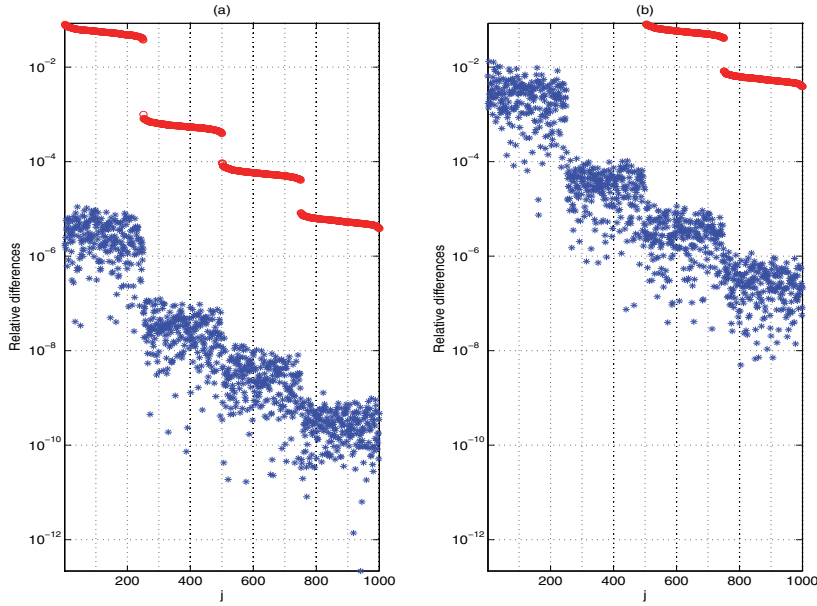 (a)
Relative differences
10^{-2}
10^{-4}
10^{-6}
10^{-8}
10^{-10}
10^{-12}
200 400 600 800 1000
j
(b)
Relative differences
10^{-2}
10^{-4}
10^{-6}
10^{-8}
10^{-10}
10^{-12}
200 400 600 800 1000
j